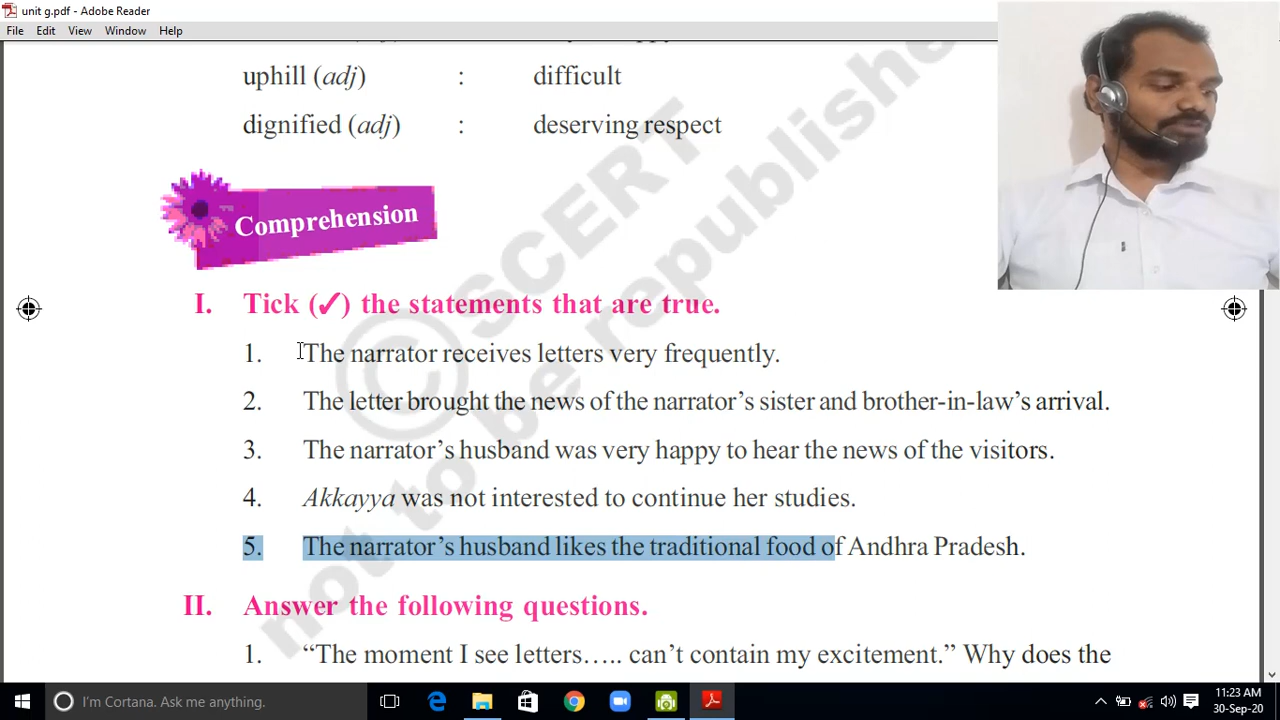 unit g.pdf - Adobe Reader
File Edit View Window Help
uphill (adj) : difficult
dignified (adj) : deserving respect
Comprehension
I. Tick (✓) the statements that are true.
1. The narrator receives letters very frequently.
2. The letter brought the news of the narrator's sister and brother-in-law's arrival.
3. The narrator's husband was very happy to hear the news of the visitors.
4. Akkayya was not interested to continue her studies.
5. The narrator's husband likes the traditional food of Andhra Pradesh.
II. Answer the following questions.
1. “The moment I see letters….. can't contain my excitement.” Why does the
©SCERT
not to be republished
I'm Cortana. Ask me anything.
11:23 AM
30-Sep-20